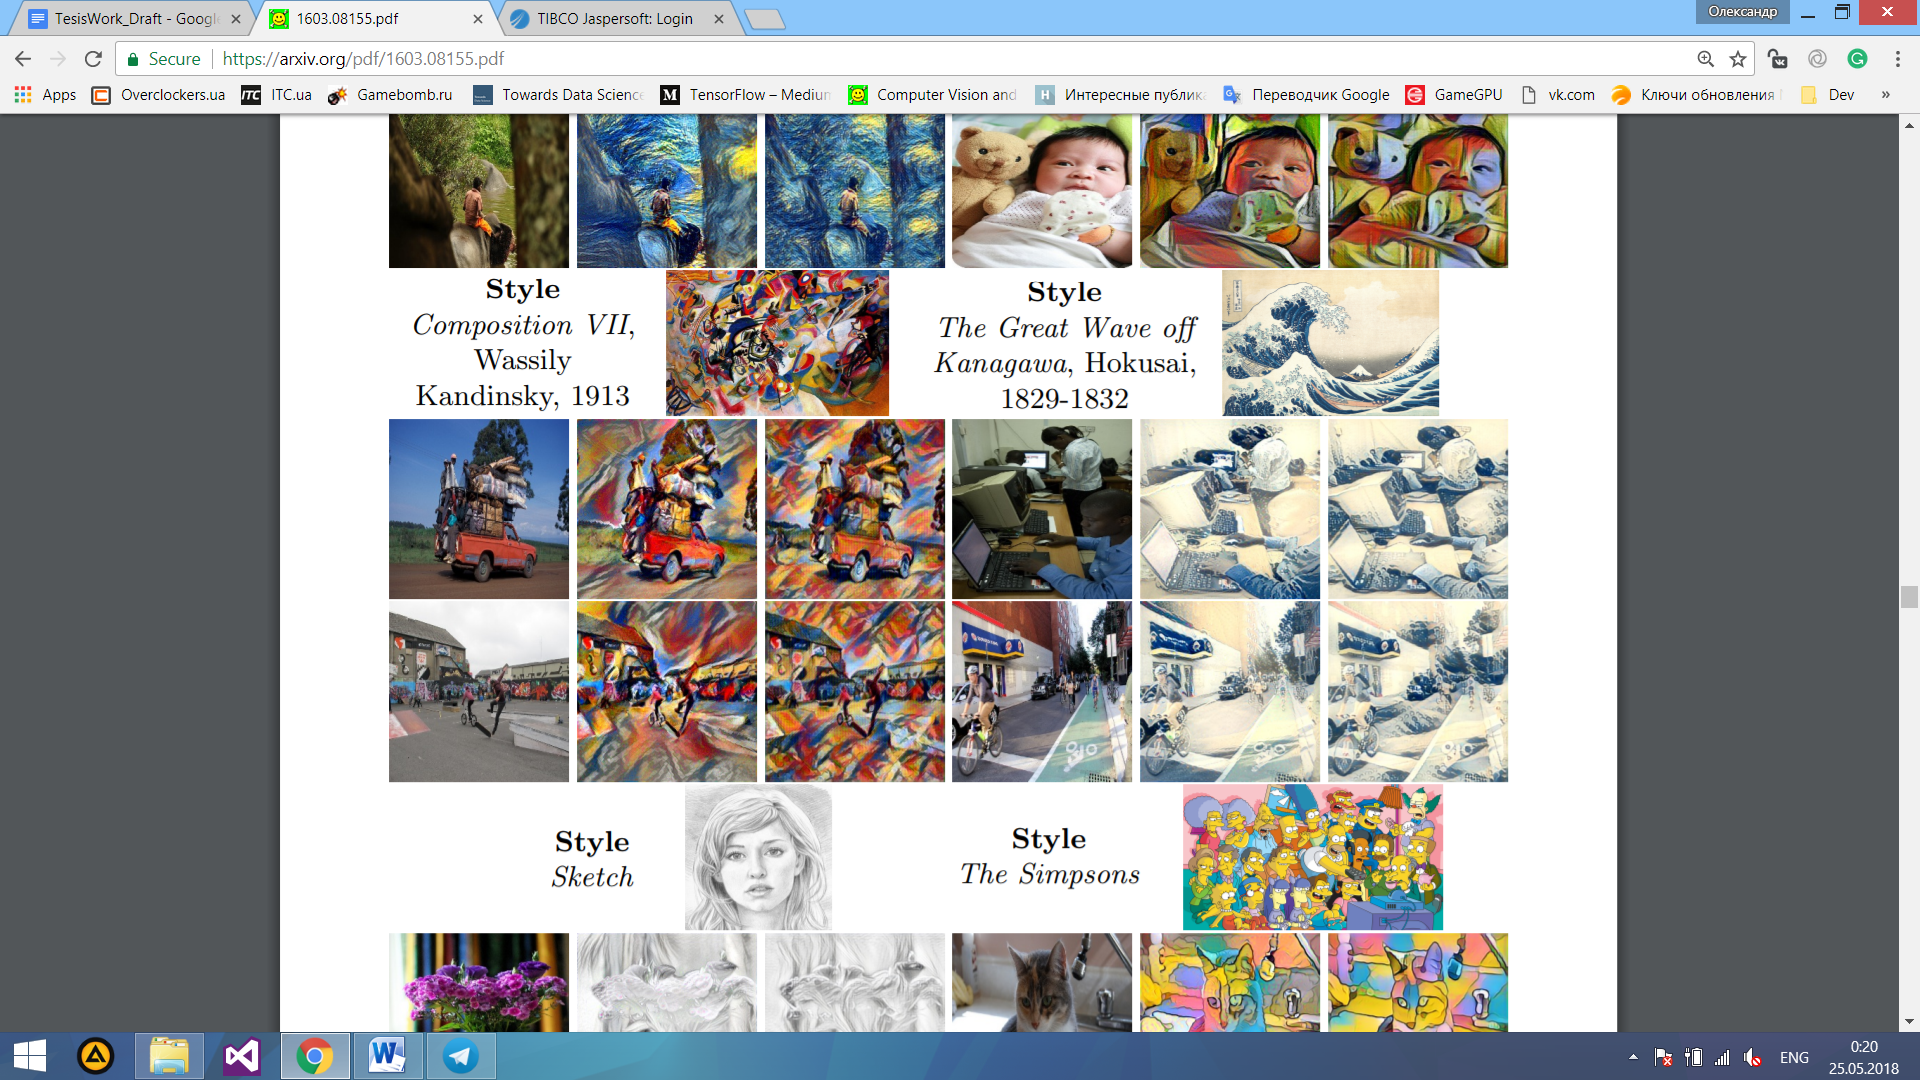 TesisWork_Draft - Googl
1603.08155.pdf
TIBCO Jaspersoft: Login
Олександр
Secure
https://arxiv.org/pdf/1603.08155.pdf
Apps
Overclockers.ua
ITC.ua
Gamebomb.ru
Towards Data Science
TensorFlow – Medium
Computer Vision and
Интересные публика
Переводчик Google
GameGPU
vk.com
Ключи обновления
Dev
»
Style
Composition VII,
Wassily
Kandinsky, 1913
Style
The Great Wave off
Kanagawa, Hokusai,
1829-1832
Style
Sketch
Style
The Simpsons
ENG
0:20
25.05.2018